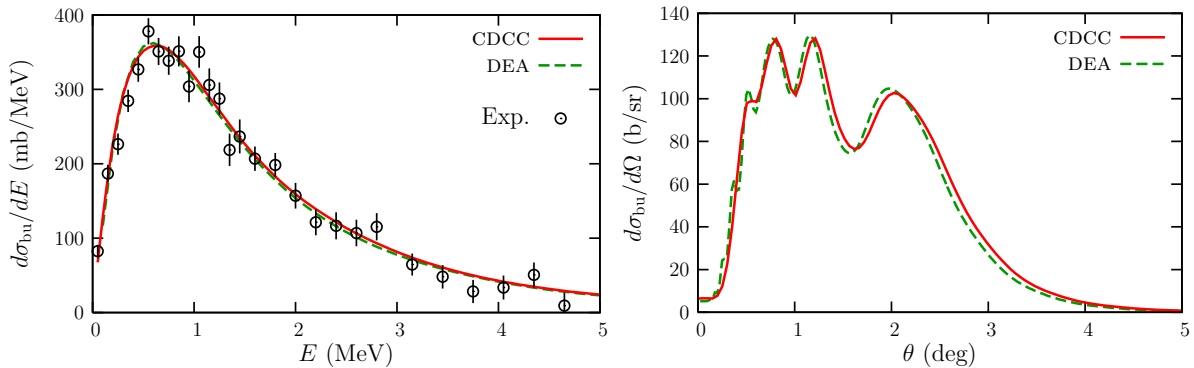 400
300
200
100
0
dσbu/dE (mb/MeV)
CDCC
DEA
Exp.
0 1 2 3 4 5
E (MeV)
140
120
100
80
60
40
20
0
dσbu/dΩ (b/sr)
CDCC
DEA
0 1 2 3 4 5
θ (deg)